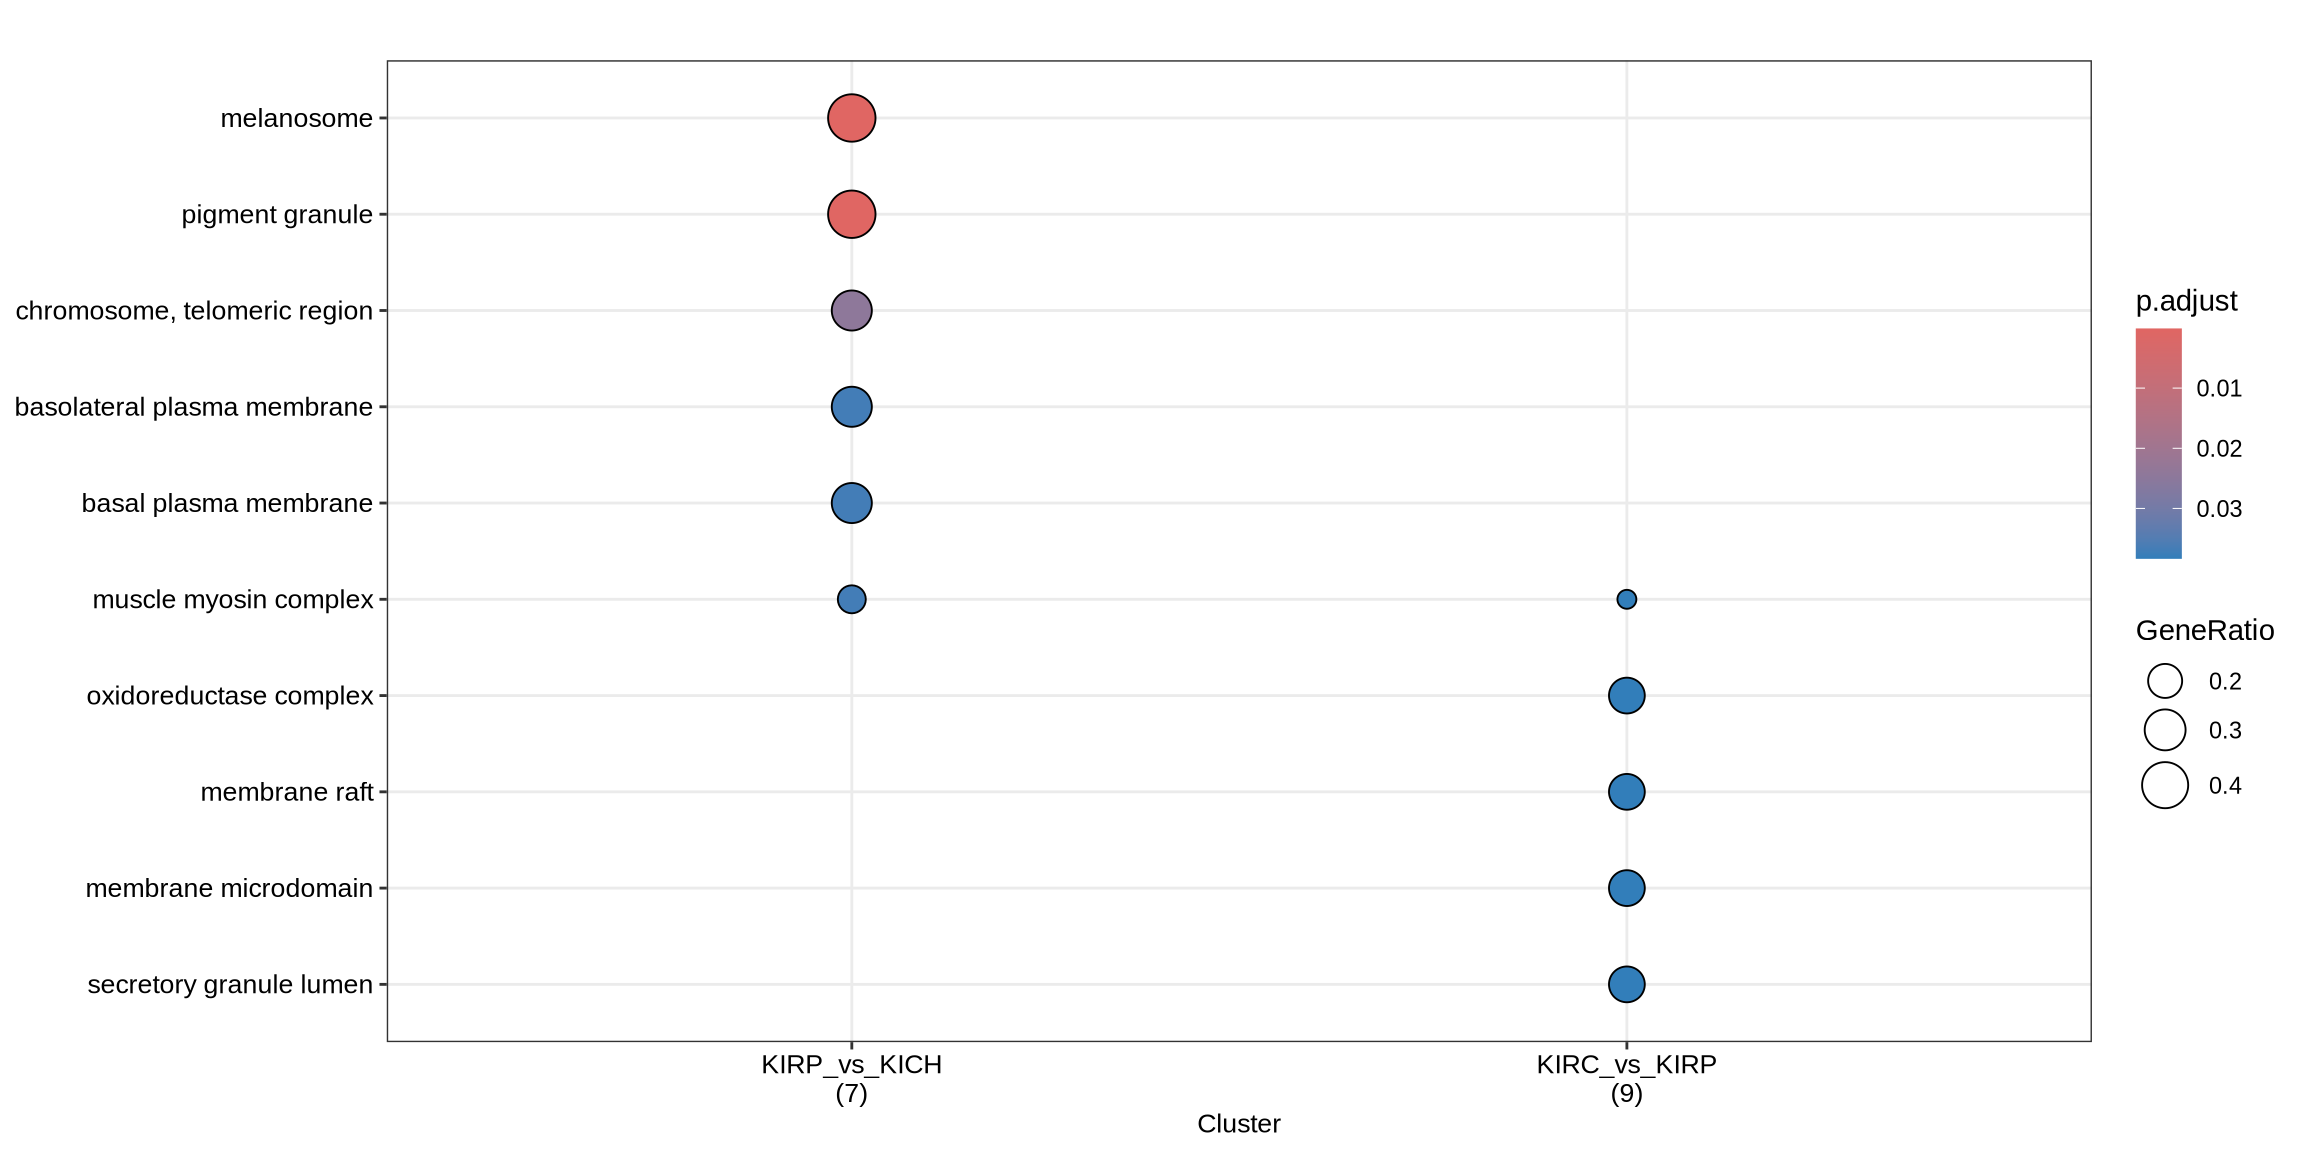 melanosome
pigment granule
chromosome, telomeric region
basolateral plasma membrane
basal plasma membrane
muscle myosin complex
oxidoreductase complex
membrane raft
membrane microdomain
secretory granule lumen
KIRP_vs_KICH
(7)
KIRC_vs_KIRP
(9)
Cluster
p.adjust
0.01
0.02
0.03
GeneRatio
0.2
0.3
0.4